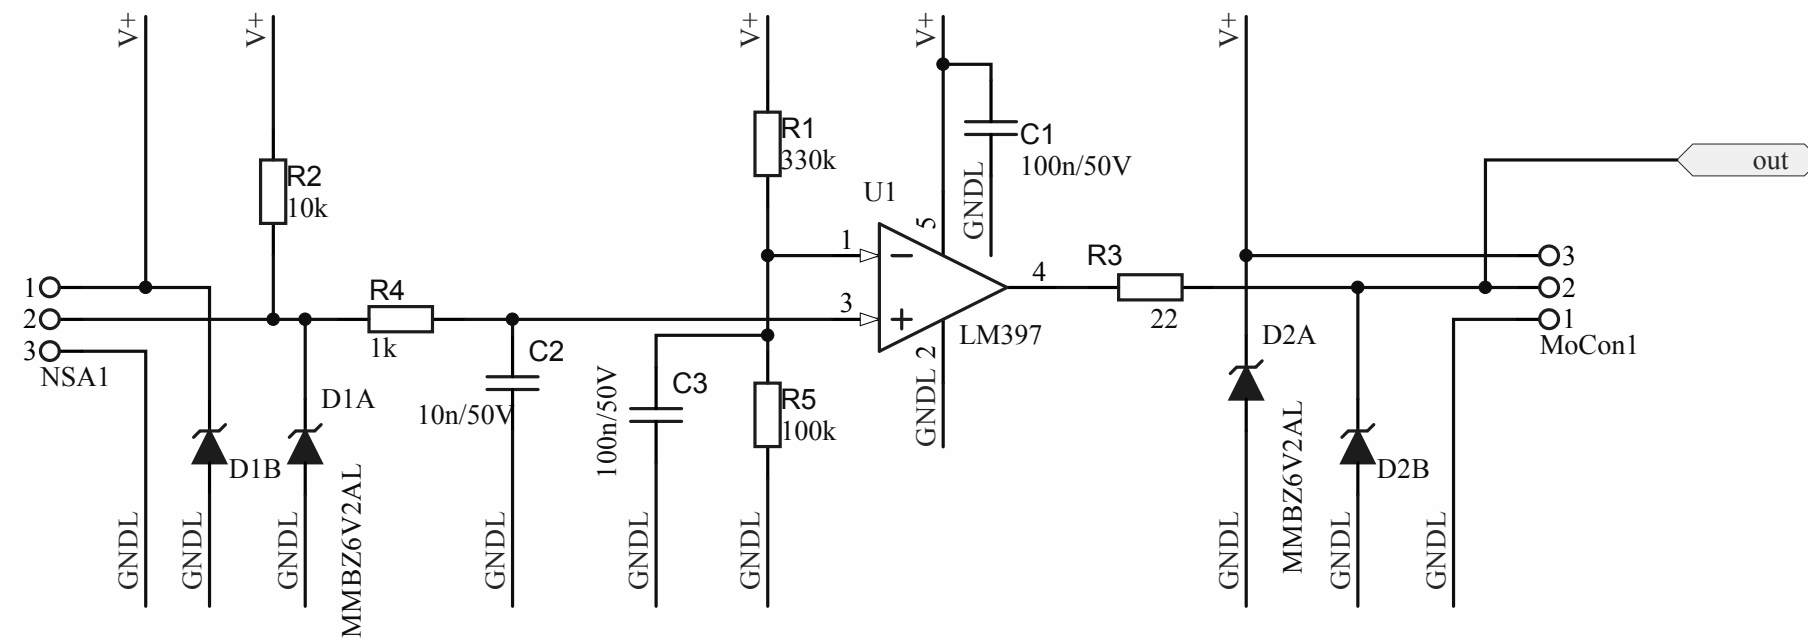 V+
V+
V+
V+
V+
R2
10k
R1
330k
C1
100n/50V
GNDL
out
U1
5
1
3
4
2
LM397
GNDL
R3
22
1
2
3
NSA1
R4
1k
C2
10n/50V
C3
100n/50V
R5
100k
3
2
1
MoCon1
D1A
D1B
MMBZ6V2AL
D2A
D2B
MMBZ6V2AL
GNDL
GNDL
GNDL
GNDL
GNDL
GNDL
GNDL
GNDL
GNDL